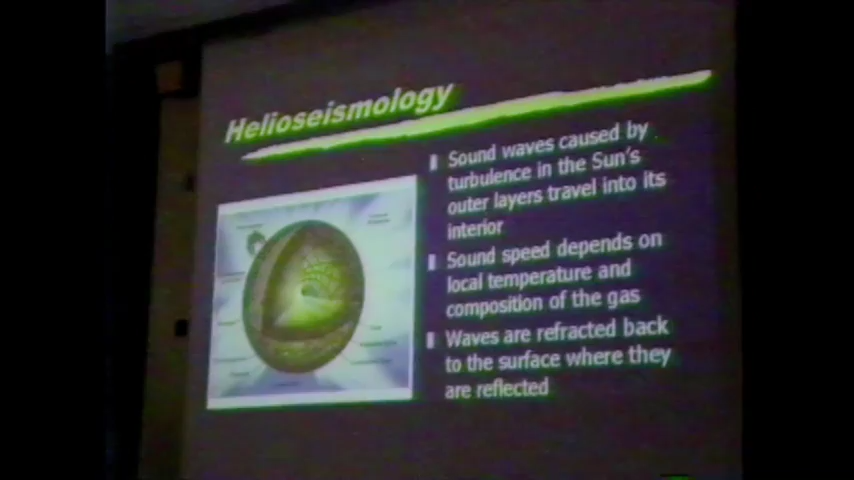 Helioseismology
Sound waves caused by
turbulence in the Sun's
outer layers travel into its
interior
Sound speed depends on
local temperature and
composition of the gas
Waves are refracted back
to the surface where they
are reflected